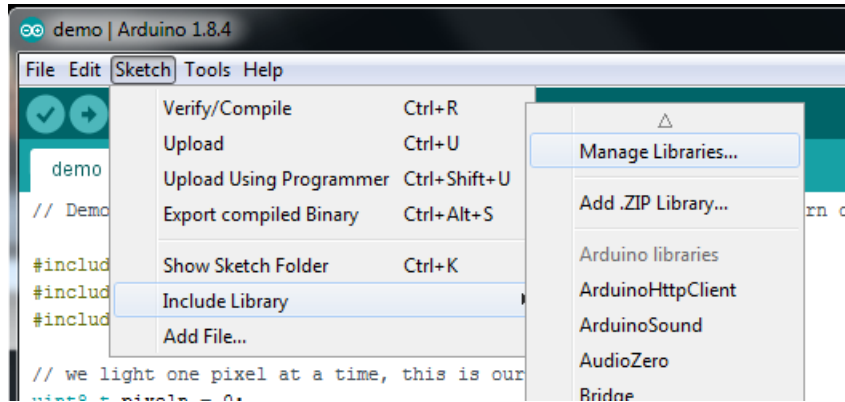 demo | Arduino 1.8.4
File Edit Sketch Tools Help
demo
Verify/Compile Ctrl+R
Upload Ctrl+U
Upload Using Programmer Ctrl+Shift+U
Export compiled Binary Ctrl+Alt+S
Show Sketch Folder Ctrl+K
Include Library
Add File...
Manage Libraries...
Add .ZIP Library...
Arduino libraries
ArduinoHttpClient
ArduinoSound
AudioZero
Bridge
// Demo
#includ
#includ
#includ
// we light one pixel at a time, this is our
uint8_t pixeln = 0;